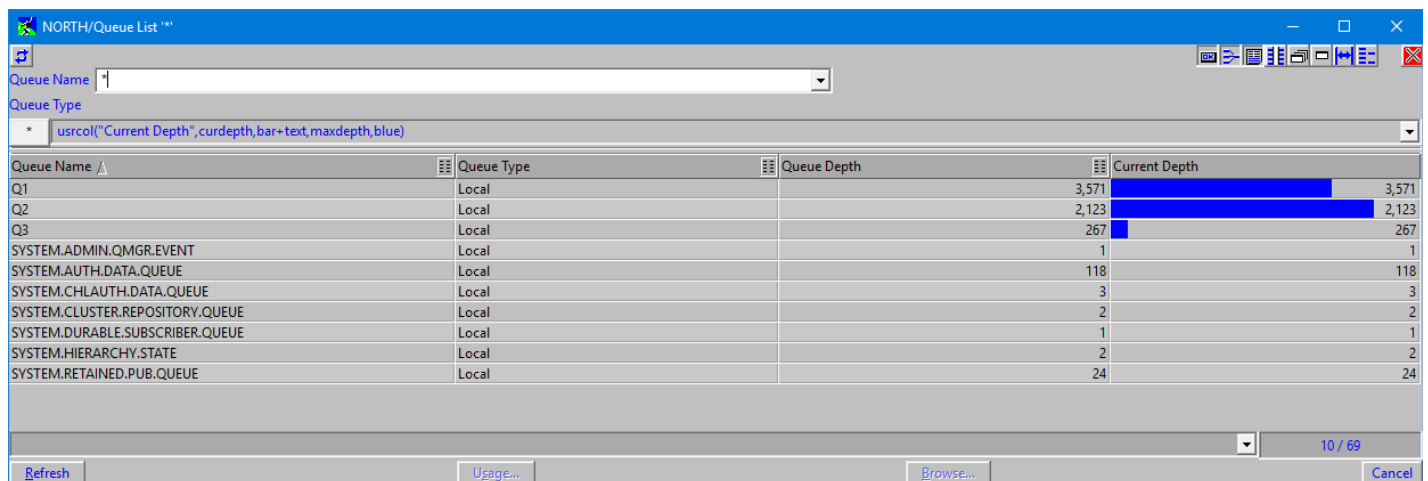 NORTH/Queue List '*'
Queue Name *
Queue Type
* usrcol("Current Depth",curdepth,bar+text,maxdepth,blue)
Queue Name Queue Type Queue Depth Current Depth
Q1 Local 3,571 3,571
Q2 Local 2,123 2,123
Q3 Local 267 267
SYSTEM.ADMIN.QMGR.EVENT Local 1 1
SYSTEM.AUTH.DATA.QUEUE Local 118 118
SYSTEM.CHLAUTH.DATA.QUEUE Local 3 3
SYSTEM.CLUSTER.REPOSITORY.QUEUE Local 2 2
SYSTEM.DURABLE.SUBSCRIBER.QUEUE Local 1 1
SYSTEM.HIERARCHY.STATE Local 2 2
SYSTEM.RETAINED.PUB.QUEUE Local 24 24
10 / 69
Refresh Usage... Browse... Cancel